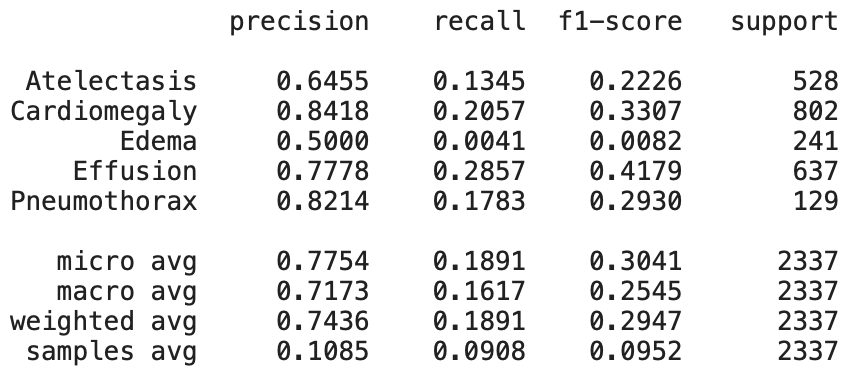 precision recall f1-score support
Atelectasis 0.6455 0.1345 0.2226 528
Cardiomegaly 0.8418 0.2057 0.3307 802
Edema 0.5000 0.0041 0.0082 241
Effusion 0.7778 0.2857 0.4179 637
Pneumothorax 0.8214 0.1783 0.2930 129
micro avg 0.7754 0.1891 0.3041 2337
macro avg 0.7173 0.1617 0.2545 2337
weighted avg 0.7436 0.1891 0.2947 2337
samples avg 0.1085 0.0908 0.0952 2337